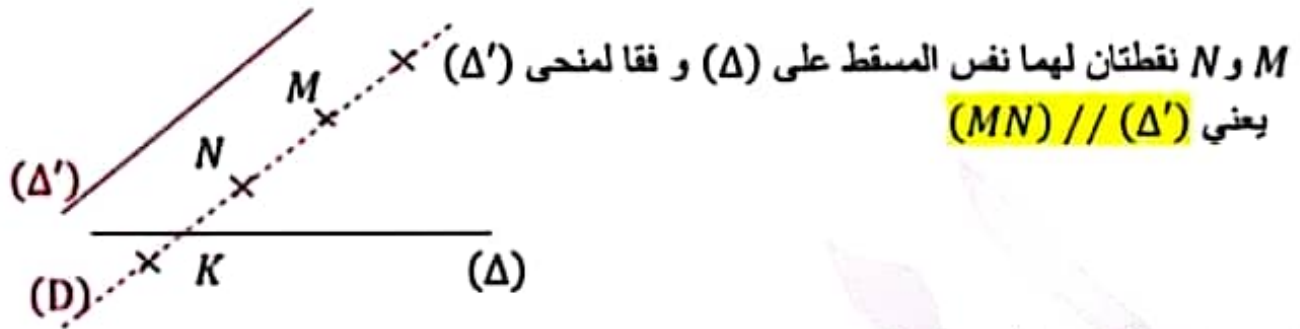 M و N نقطتان لهما نفس المسقط على (Δ) و فقا لمنحى (Δ′)
يعني (MN) // (Δ′)
M
N
(Δ′)
K
(Δ)
(D)